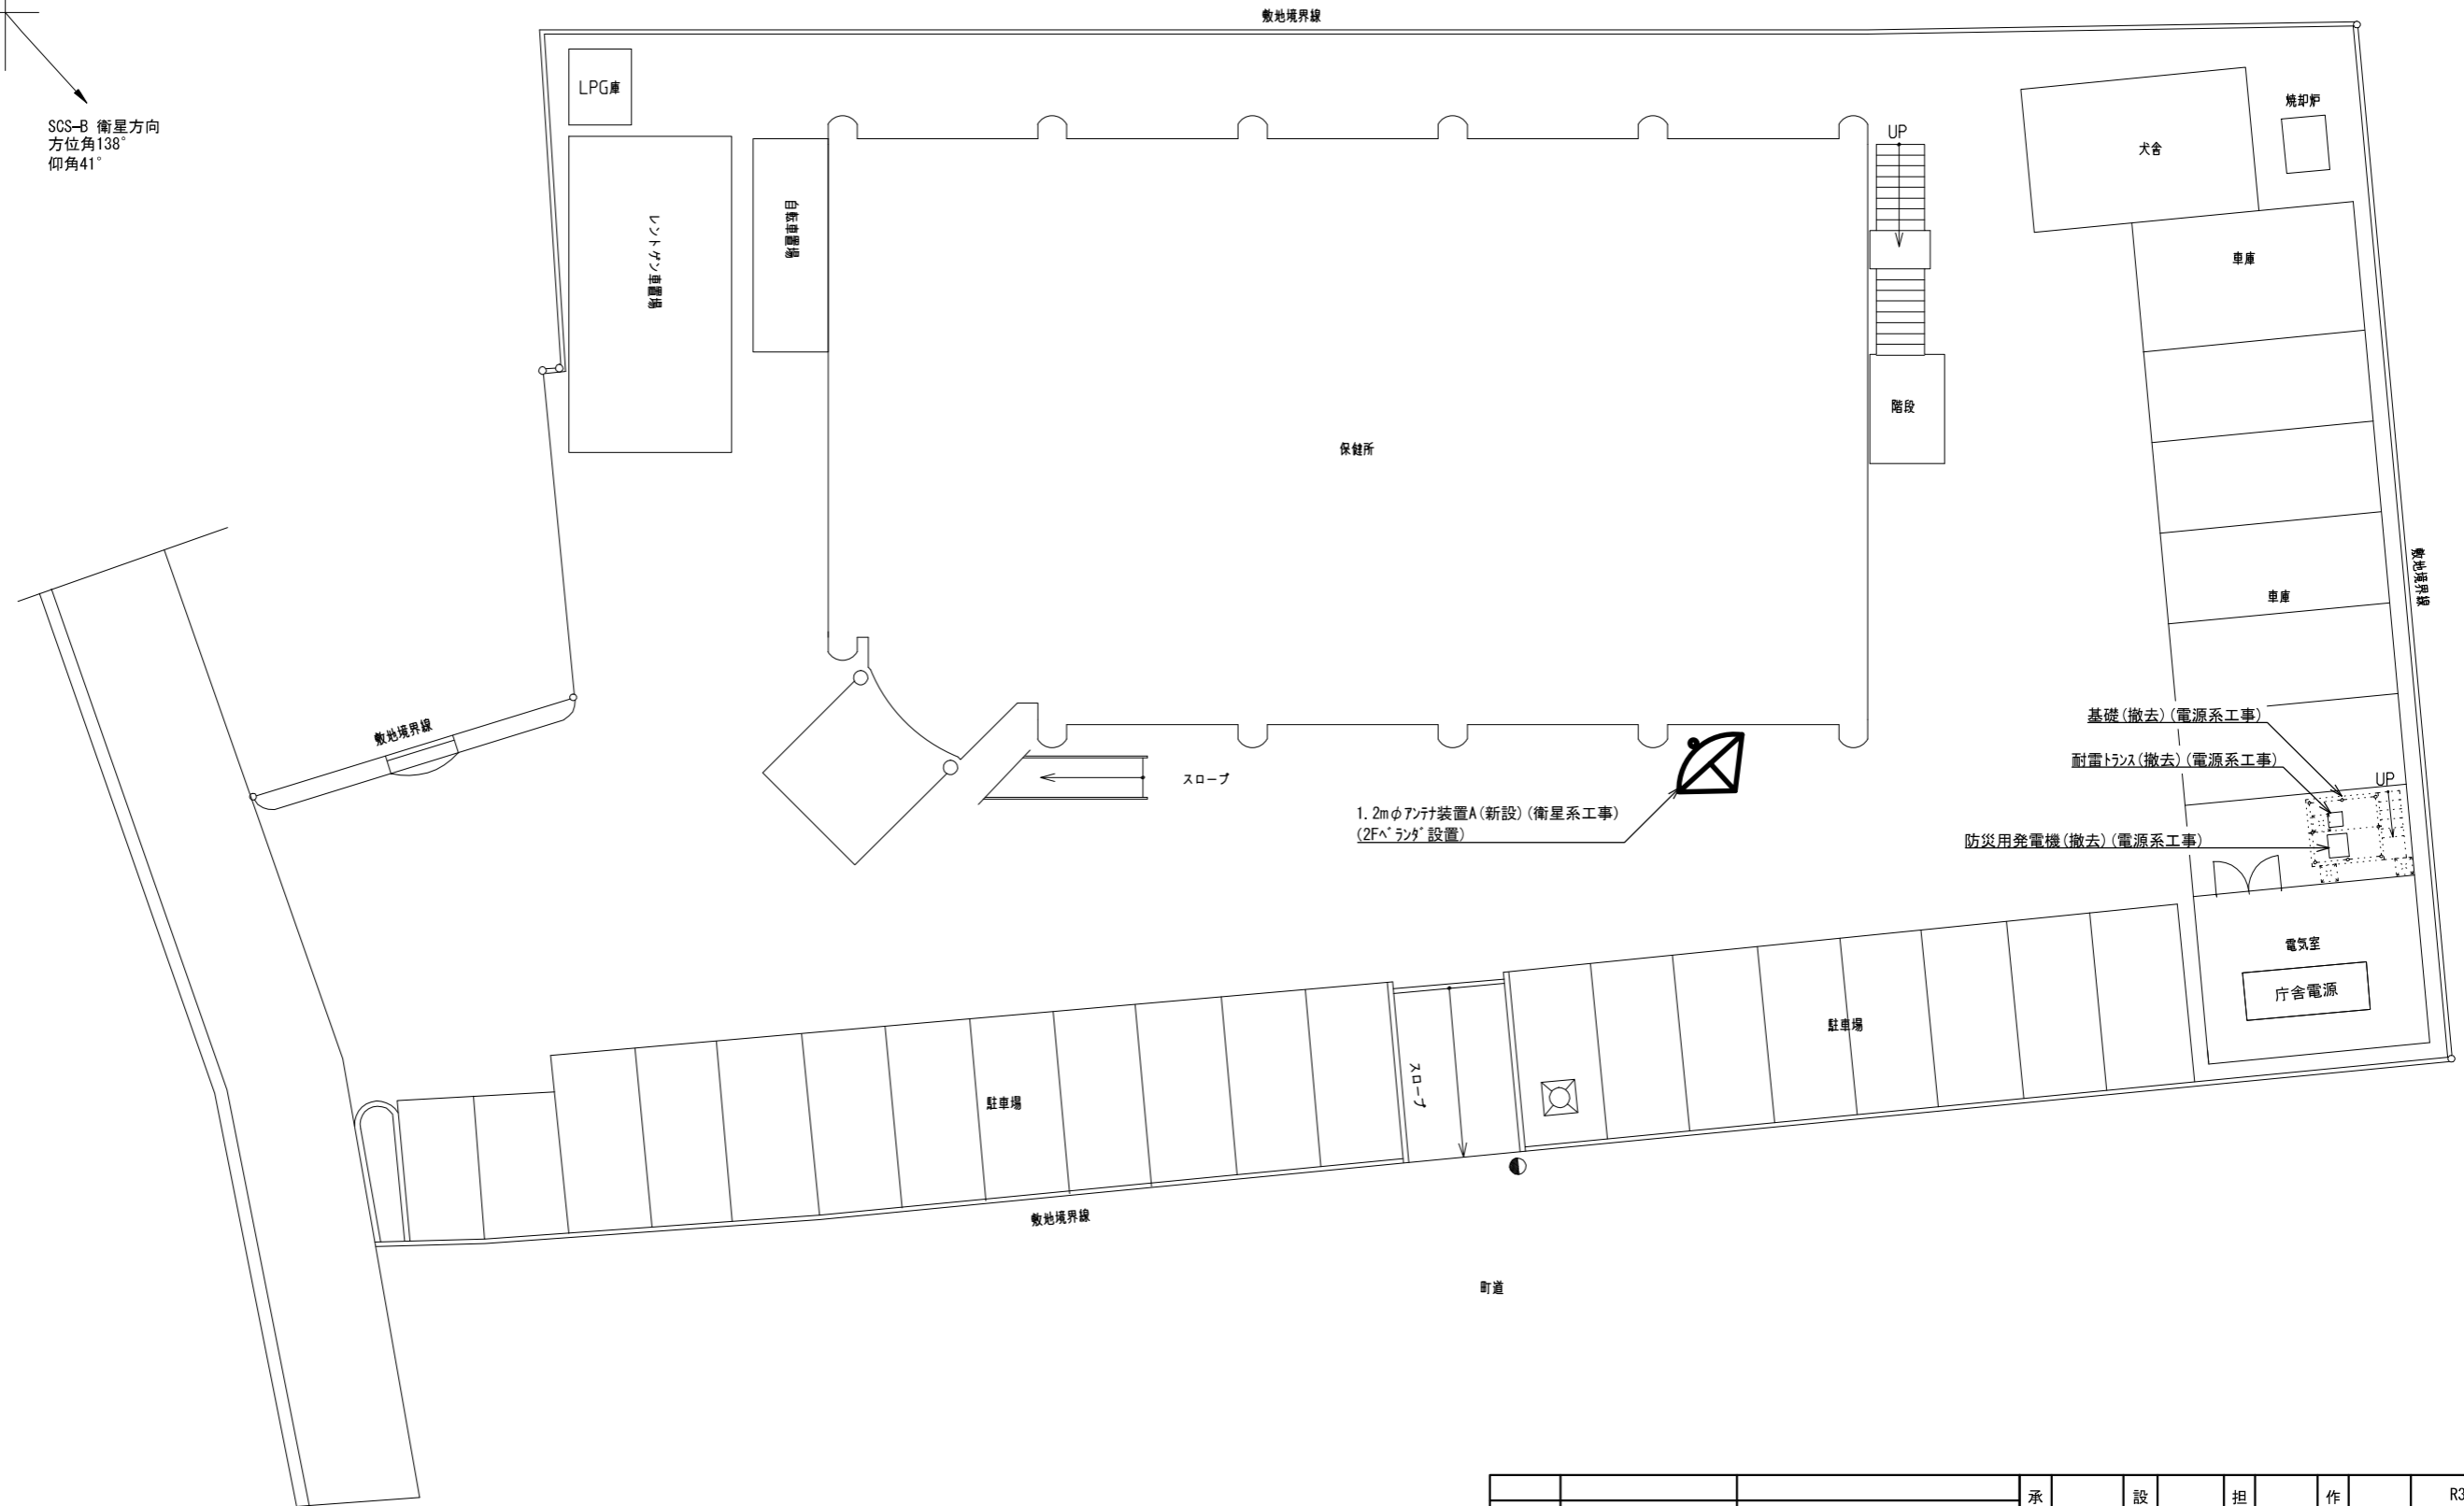 敷地境界線
SCS-B 衛星方向
方位角138°
仰角41°
LPG庫
レントゲン車置場
自転車置場
UP
犬舎
焼却炉
車庫
階段
保健所
敷地境界線
車庫
敷地境界線
基礎(撤去)(電源系工事)
耐雷トランス(撤去)(電源系工事)
UP
スロープ
1.2mφアンテナ装置A(新設)(衛星系工事)
(2Fベランダ設置)
防災用発電機(撤去)(電源系工事)
電気室
庁舎電源
駐車場
スロープ
駐車場
敷地境界線
町道
承
設
担
作